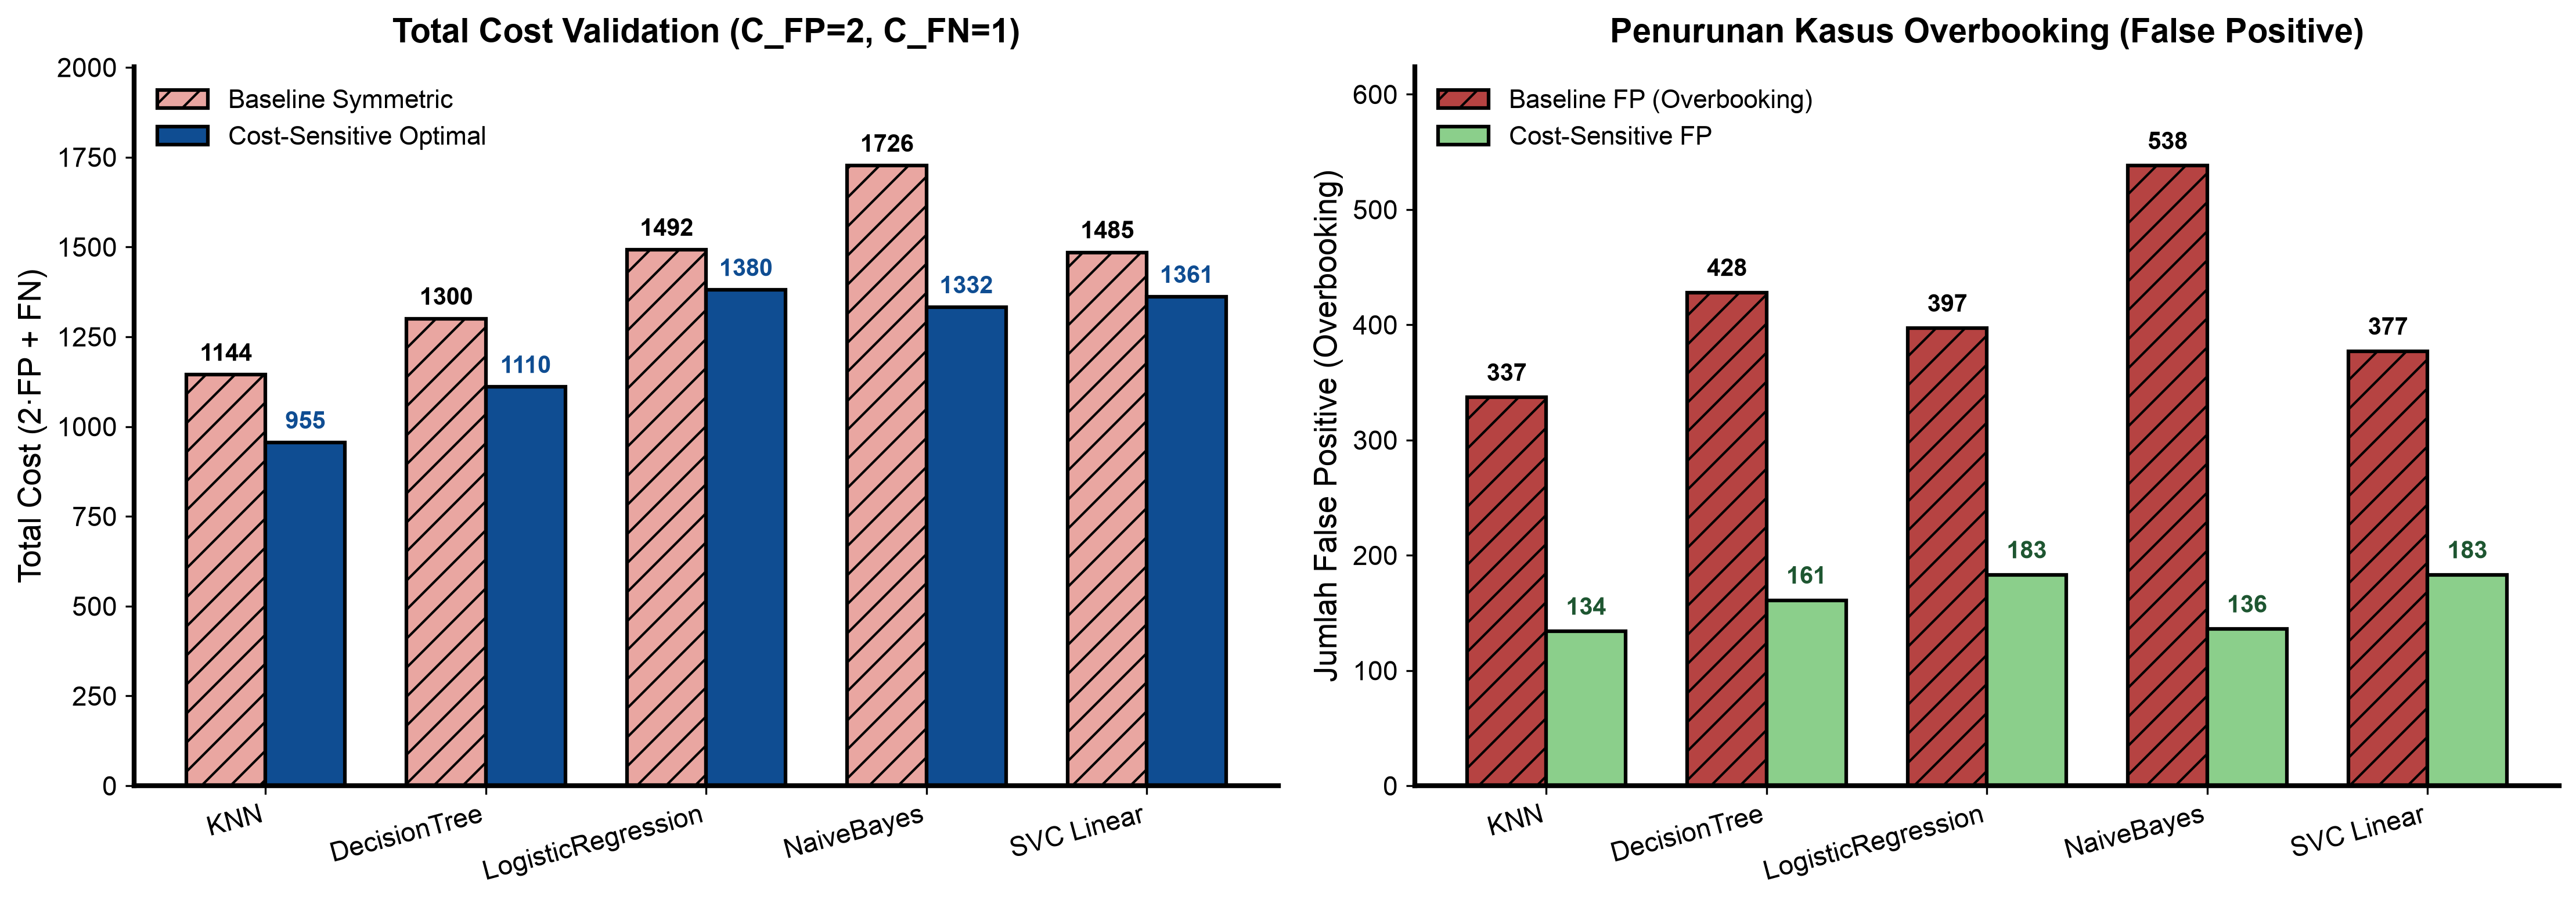 Total Cost Validation (C_FP=2, C_FN=1)
Total Cost (2·FP + FN)
2000
1750
1500
1250
1000
750
500
250
0
Baseline Symmetric
Cost-Sensitive Optimal
1144
955
1300
1110
1492
1380
1726
1332
1485
1361
KNN
DecisionTree
LogisticRegression
NaiveBayes
SVC Linear
Penurunan Kasus Overbooking (False Positive)
Jumlah False Positive (Overbooking)
600
500
400
300
200
100
0
Baseline FP (Overbooking)
Cost-Sensitive FP
337
134
428
161
397
183
538
136
377
183
KNN
DecisionTree
LogisticRegression
NaiveBayes
SVC Linear